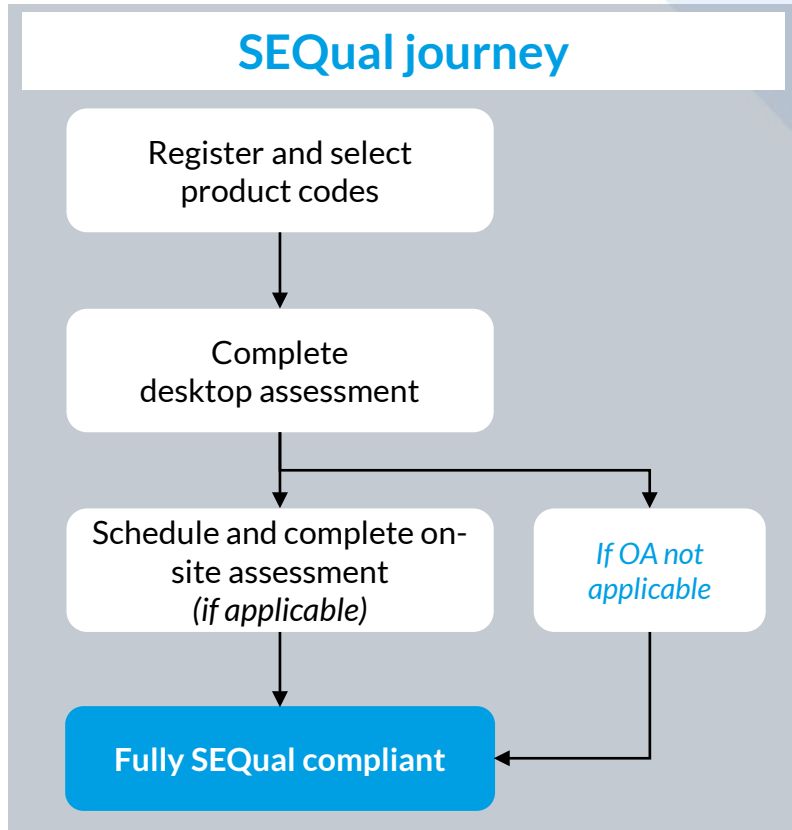 SEQual journey
Register and select
product codes
Complete
desktop assessment
Schedule and complete on-
site assessment
(if applicable)
If OA not
applicable
Fully SEQual compliant